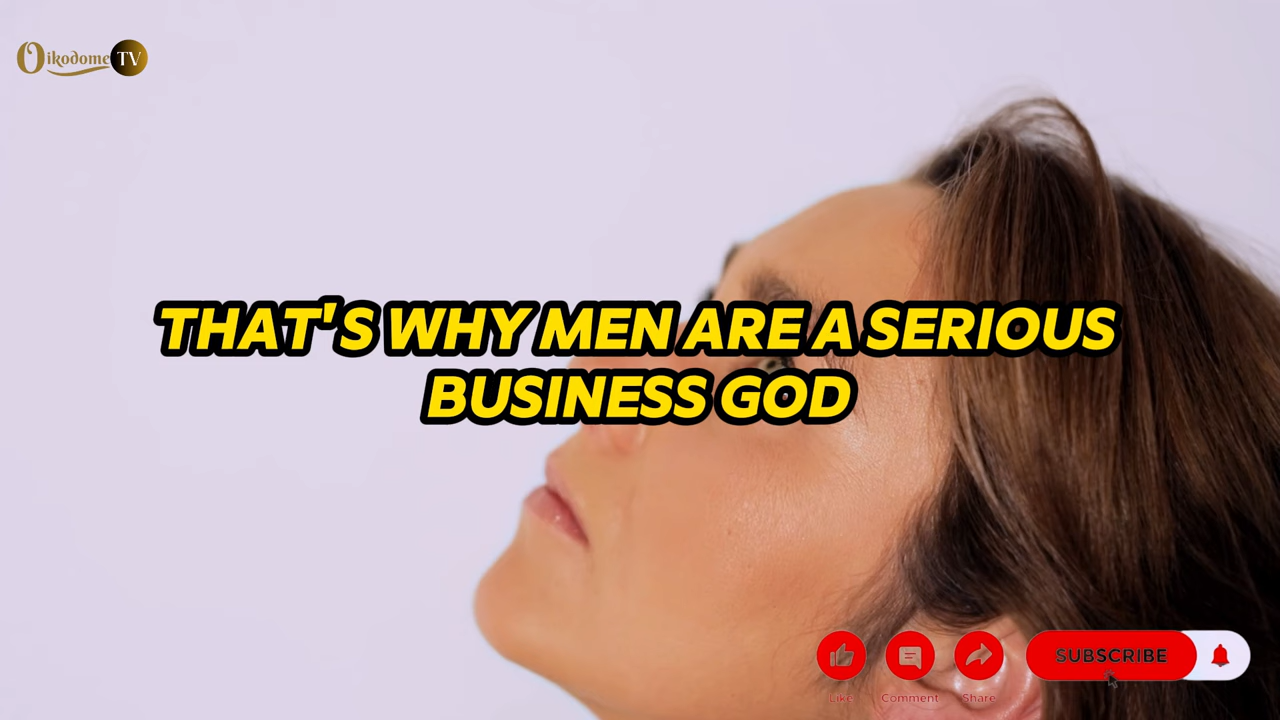 Oikodome TV
THAT'S WHY MEN ARE A SERIOUS
BUSINESS GOD
SUBSCRIBE
Like
Comment
Share